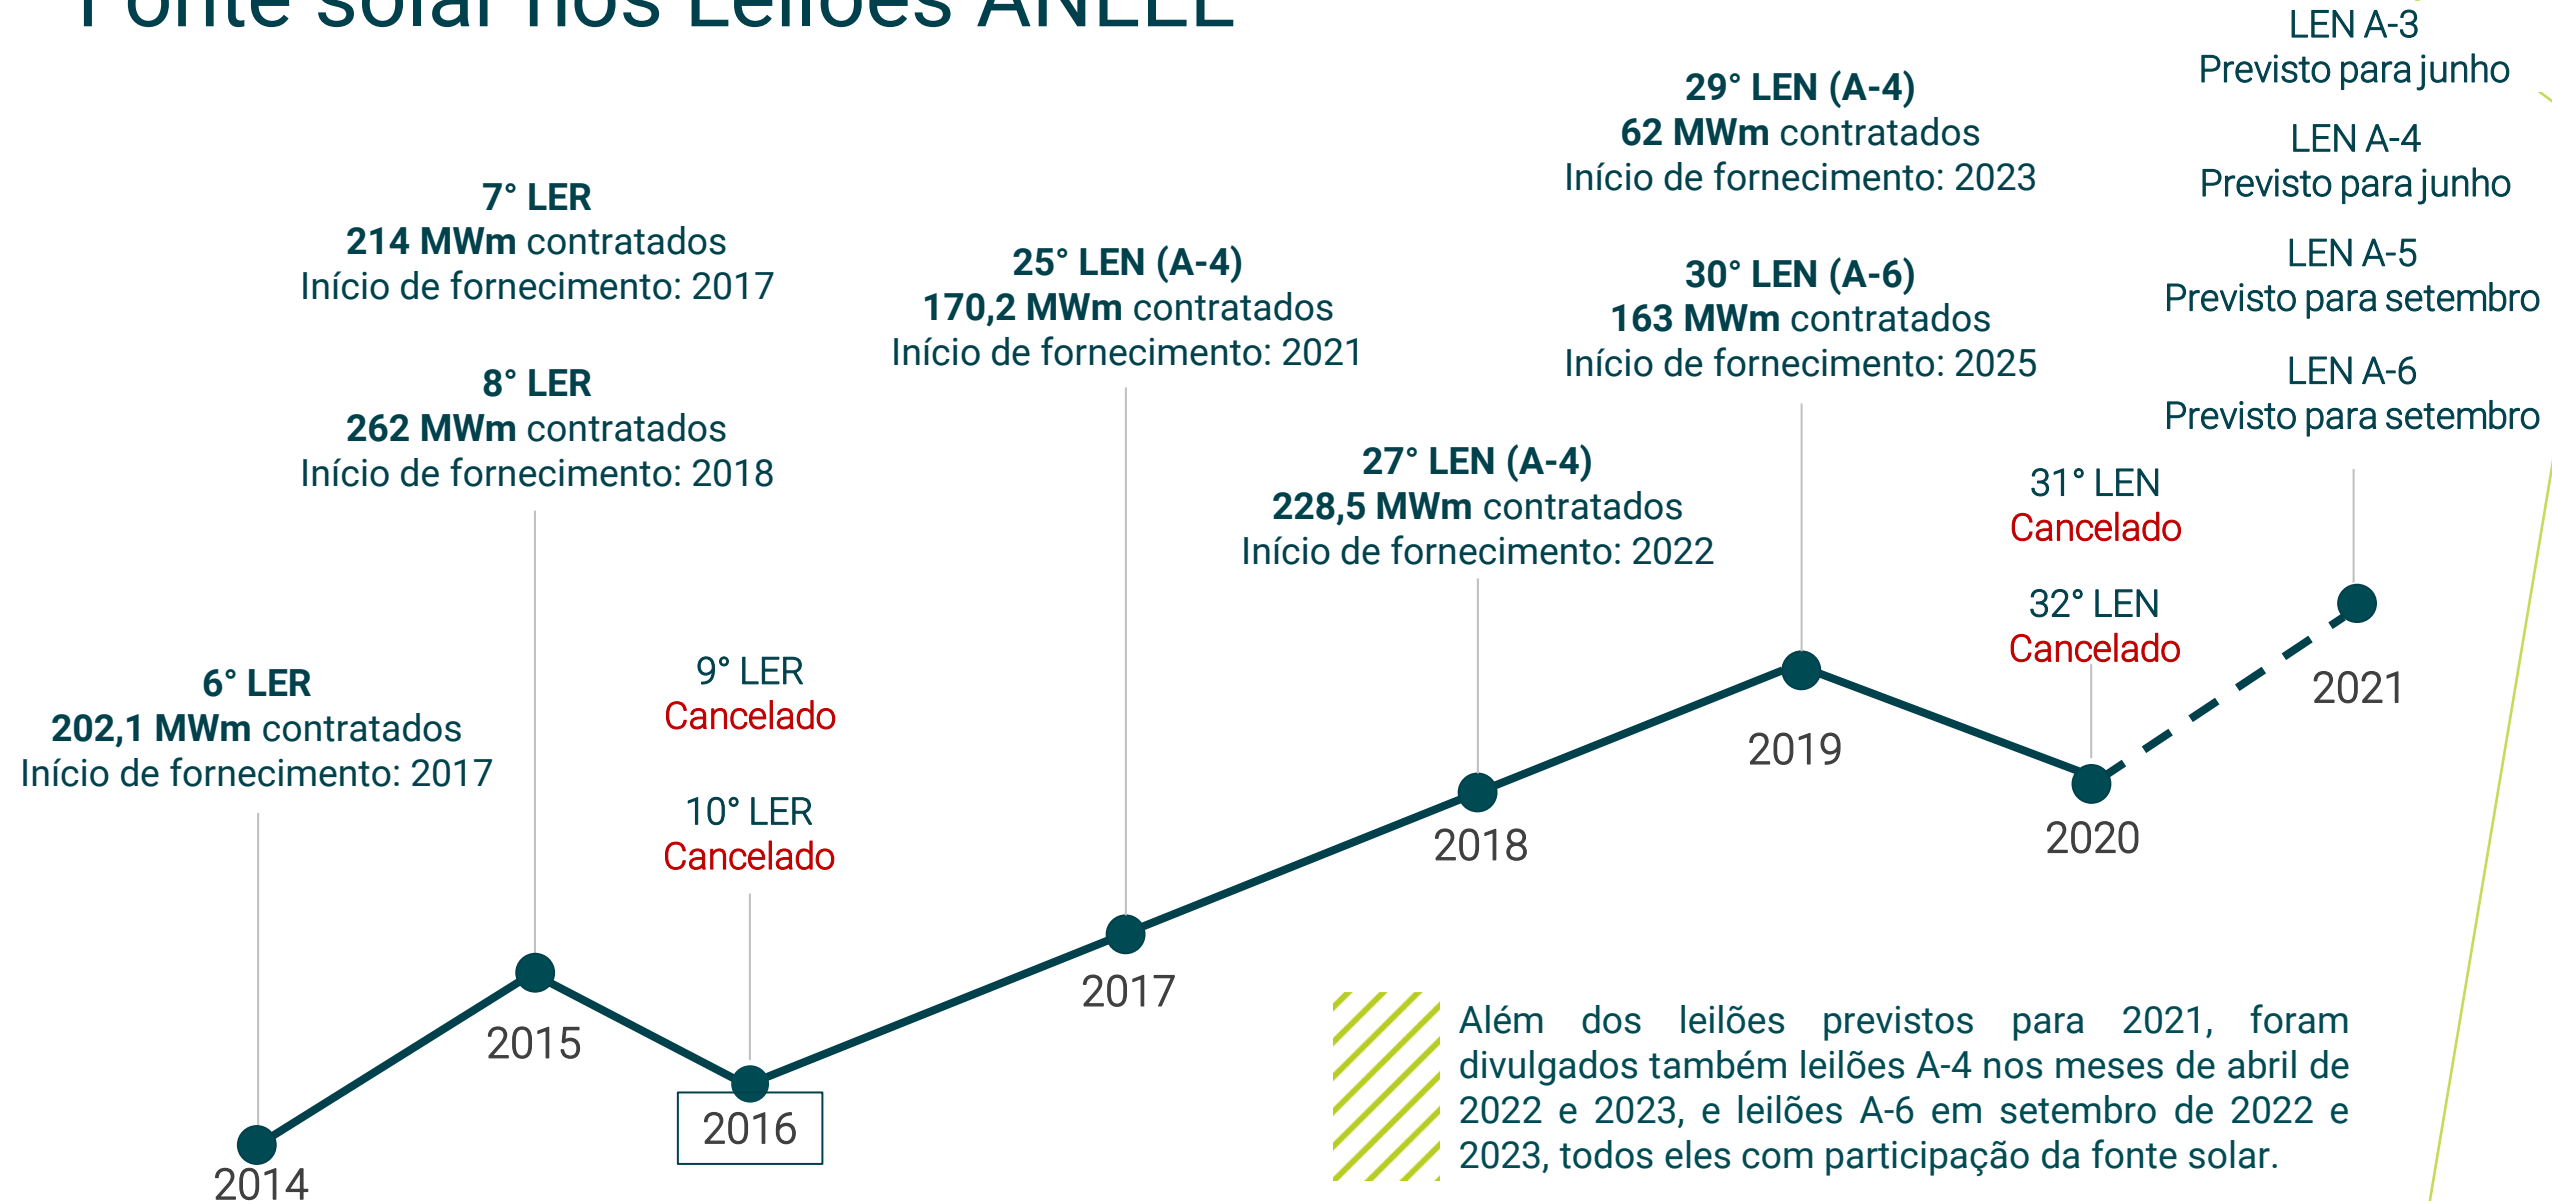 Fonte solar nos Leilões ANEEL
LEN A-3
Previsto para junho
LEN A-4
Previsto para junho
LEN A-5
Previsto para setembro
LEN A-6
Previsto para setembro
29° LEN (A-4)
62 MWm contratados
Início de fornecimento: 2023
30° LEN (A-6)
163 MWm contratados
Início de fornecimento: 2025
7° LER
214 MWm contratados
Início de fornecimento: 2017
8° LER
262 MWm contratados
Início de fornecimento: 2018
25° LEN (A-4)
170,2 MWm contratados
Início de fornecimento: 2021
27° LEN (A-4)
228,5 MWm contratados
Início de fornecimento: 2022
31° LEN
Cancelado
32° LEN
Cancelado
6° LER
202,1 MWm contratados
Início de fornecimento: 2017
9° LER
Cancelado
10° LER
Cancelado
2014
2015
2016
2017
2018
2019
2020
2021
Além dos leilões previstos para 2021, foram
divulgados também leilões A-4 nos meses de abril de
2022 e 2023, e leilões A-6 em setembro de 2022 e
2023, todos eles com participação da fonte solar.